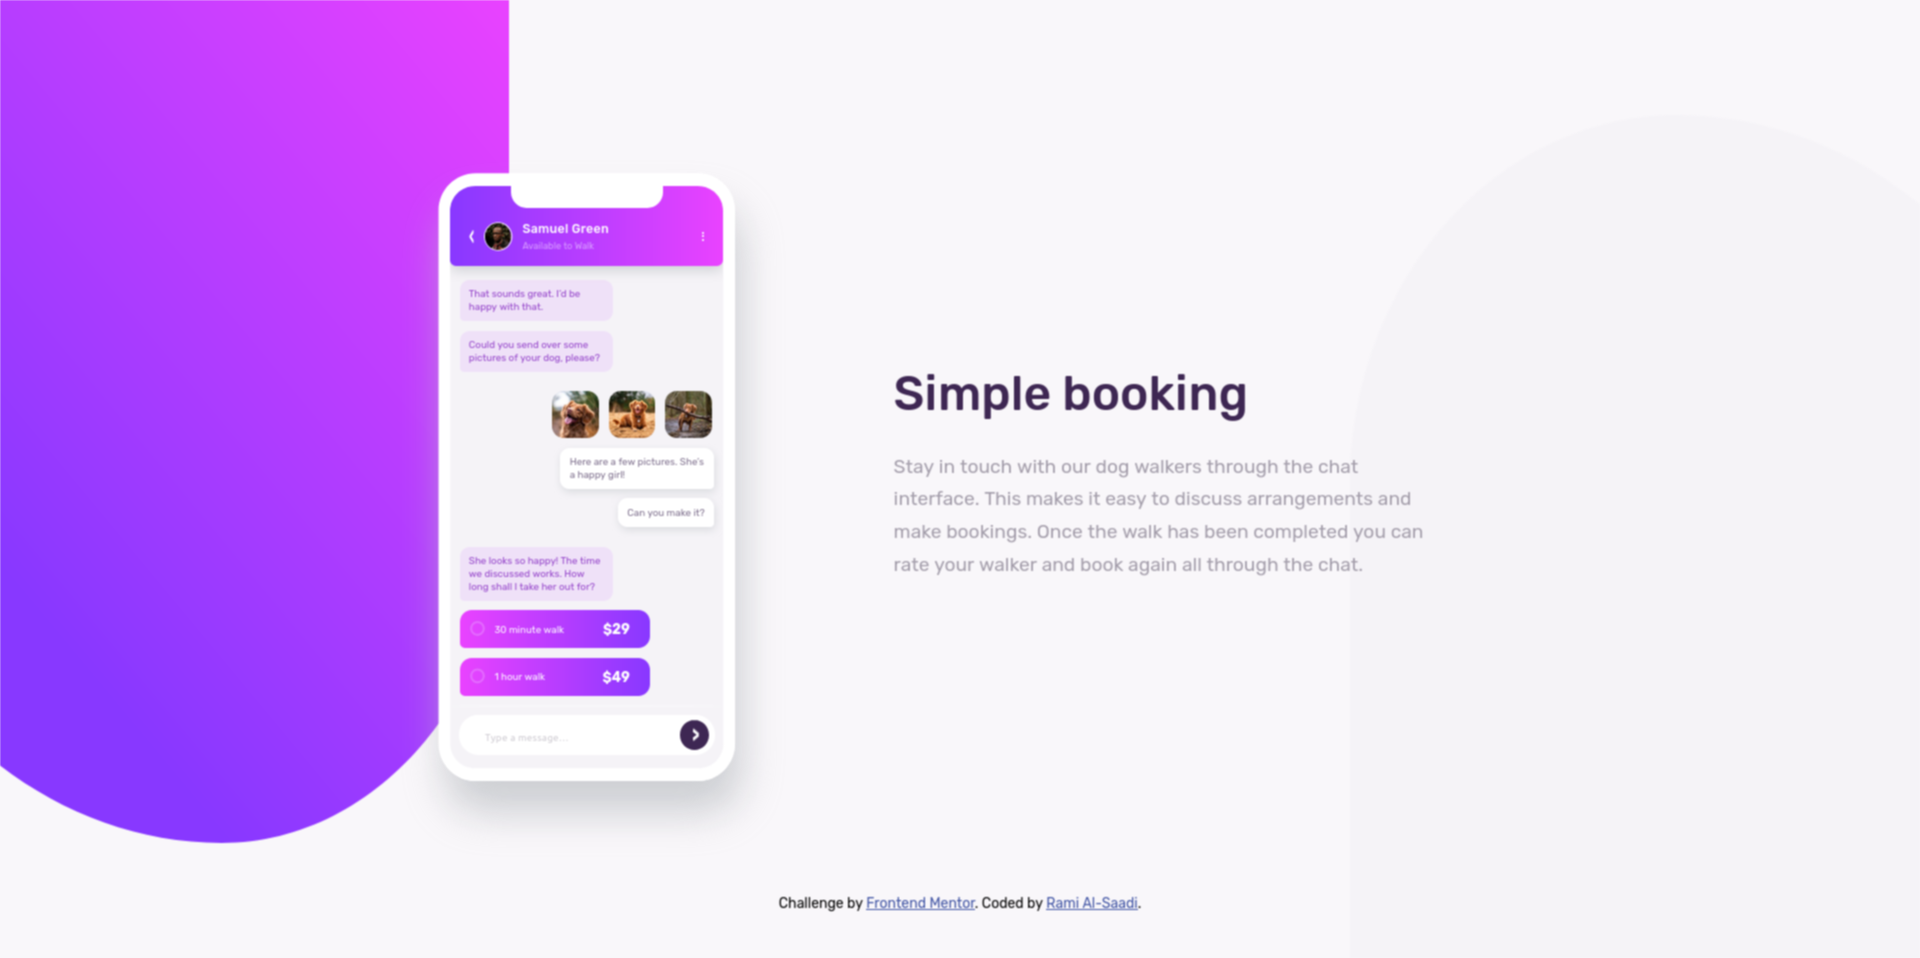 Samuel Green
Available to Walk
That sounds great. I'd be
happy with that.
Could you send over some
pictures of your dog, please?
Here are a few pictures. She's
a happy girl!
Can you make it?
She looks so happy! The time
we discussed works. How
long shall I take her out for?
30 minute walk $29
1 hour walk $49
Type a message...
Simple booking
Stay in touch with our dog walkers through the chat
interface. This makes it easy to discuss arrangements and
make bookings. Once the walk has been completed you can
rate your walker and book again all through the chat.
Challenge by Frontend Mentor. Coded by Rami Al-Saadi.